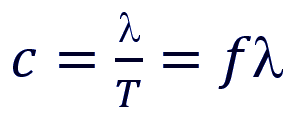 c = λ/T = fλ